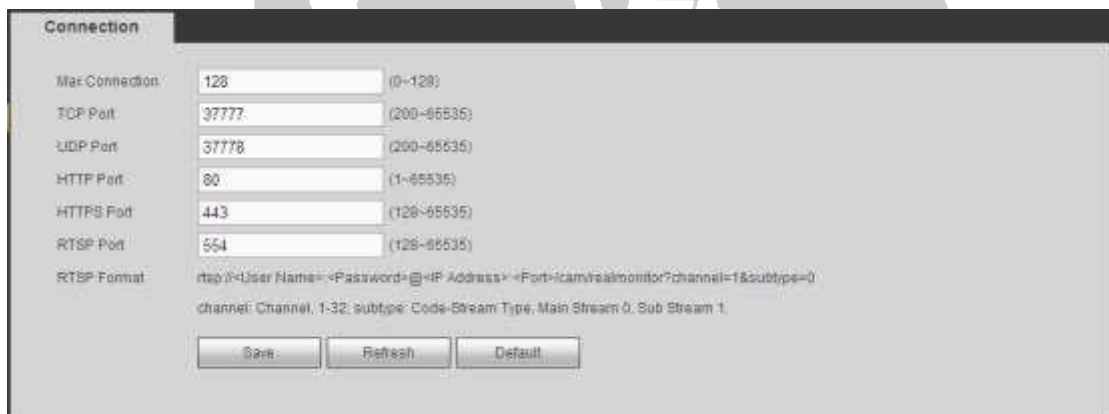 Connection
Max Connection 128 (0~128)
TCP Port 37777 (200~65535)
UDP Port 37778 (200~65535)
HTTP Port 80 (1~65535)
HTTPS Port 443 (128~65535)
RTSP Port 554 (128~65535)
RTSP Format rtsp://<User Name>:<Password>@<IP Address>:<Port>/cam/realmonitor?channel=1&subtype=0
channel: Channel, 1-32; subtype: Code-Stream Type, Main Stream 0, Sub Stream 1.
Save Refresh Default